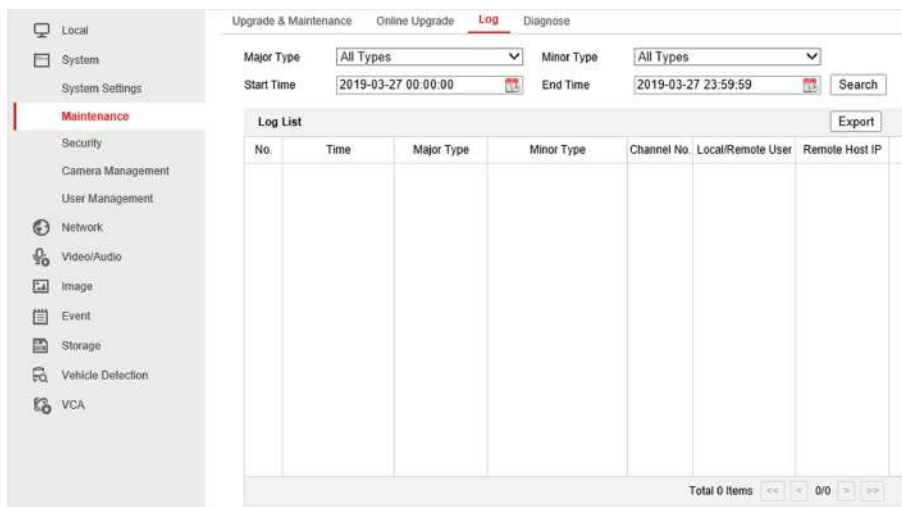 Local
System
System Settings
Maintenance
Security
Camera Management
User Management
Network
Video/Audio
Image
Event
Storage
Vehicle Detection
VCA
Upgrade & Maintenance Online Upgrade Log Diagnose
Major Type All Types Minor Type All Types
Start Time 2019-03-27 00:00:00 End Time 2019-03-27 23:59:59 Search
Log List Export
No. Time Major Type Minor Type Channel No. Local/Remote User Remote Host IP
Total 0 Items << < 0/0 > >>